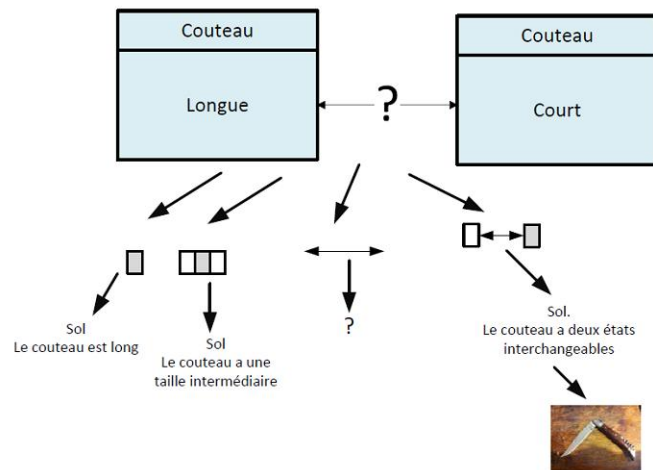 Couteau
Longue
?
Couteau
Court
Sol
Le couteau est long
Sol
Le couteau a une
taille intermédiaire
?
Sol.
Le couteau a deux états
interchangeables